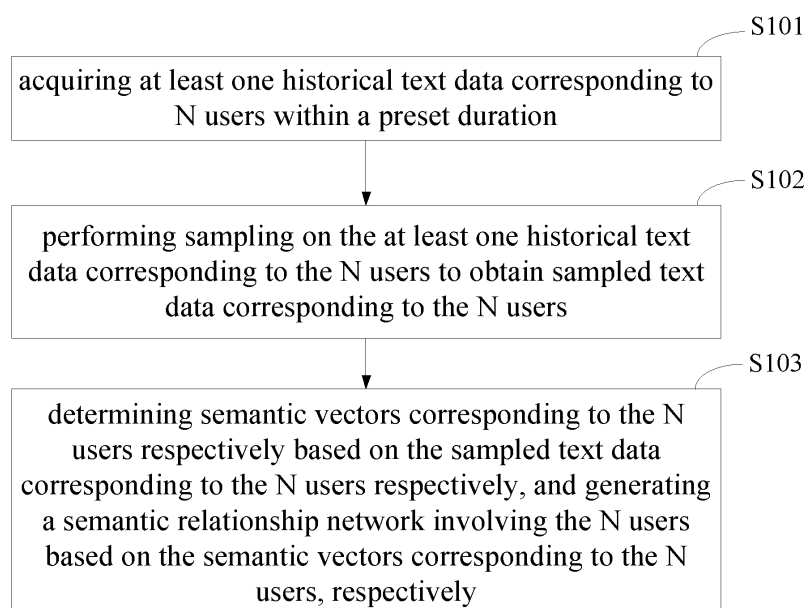 S101
acquiring at least one historical text data corresponding to
N users within a preset duration
S102
performing sampling on the at least one historical text
data corresponding to the N users to obtain sampled text
data corresponding to the N users
S103
determining semantic vectors corresponding to the N
users respectively based on the sampled text data
corresponding to the N users respectively, and generating
a semantic relationship network involving the N users
based on the semantic vectors corresponding to the N
users, respectively